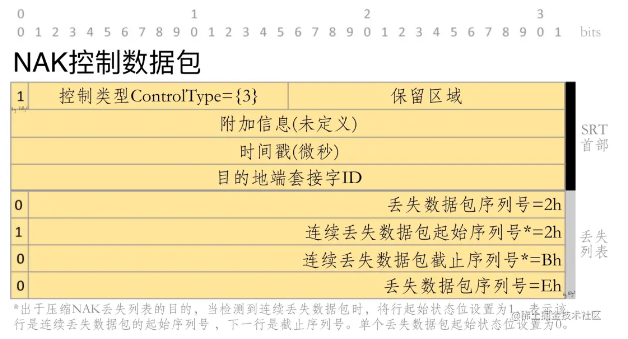 0 1 2 3
0 1 2 3 4 5 6 7 8 9 0 1 2 3 4 5 6 7 8 9 0 1 2 3 4 5 6 7 8 9 0 1 bits
NAK控制数据包
1 控制类型ControlType={3} 保留区域
附加信息(未定义)
时间戳(微秒)
目的地端套接字ID
SRT
首部
0 丢失数据包序列号=2h
1 连续丢失数据包起始序列号*=2h
0 连续丢失数据包截止序列号*=Bh
0 丢失数据包序列号=Eh
丢失
列表
*出于压缩NAK丢失列表的目的，当检测到连续丢失数据包时，将行起始状态位设置为1，表示该
行是连续丢失数据包的起始序列号，下一行是截止序列号。单个丢失数据包起始状态位设置为0。
@稀土掘金技术社区